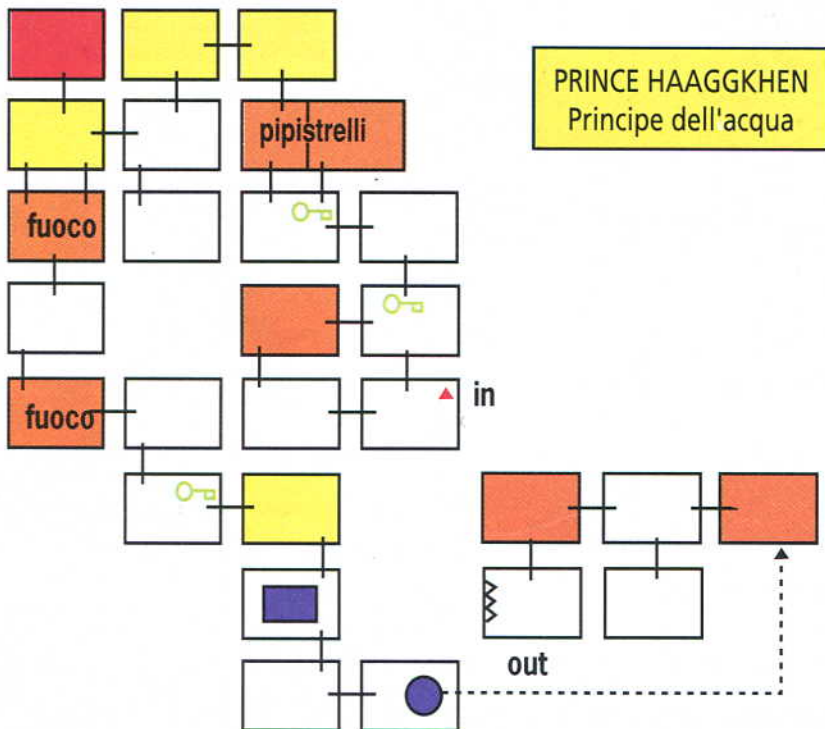 PRINCE HAAGGKHEN
Principe dell'acqua
pipistrelli
fuoco
fuoco
in
out